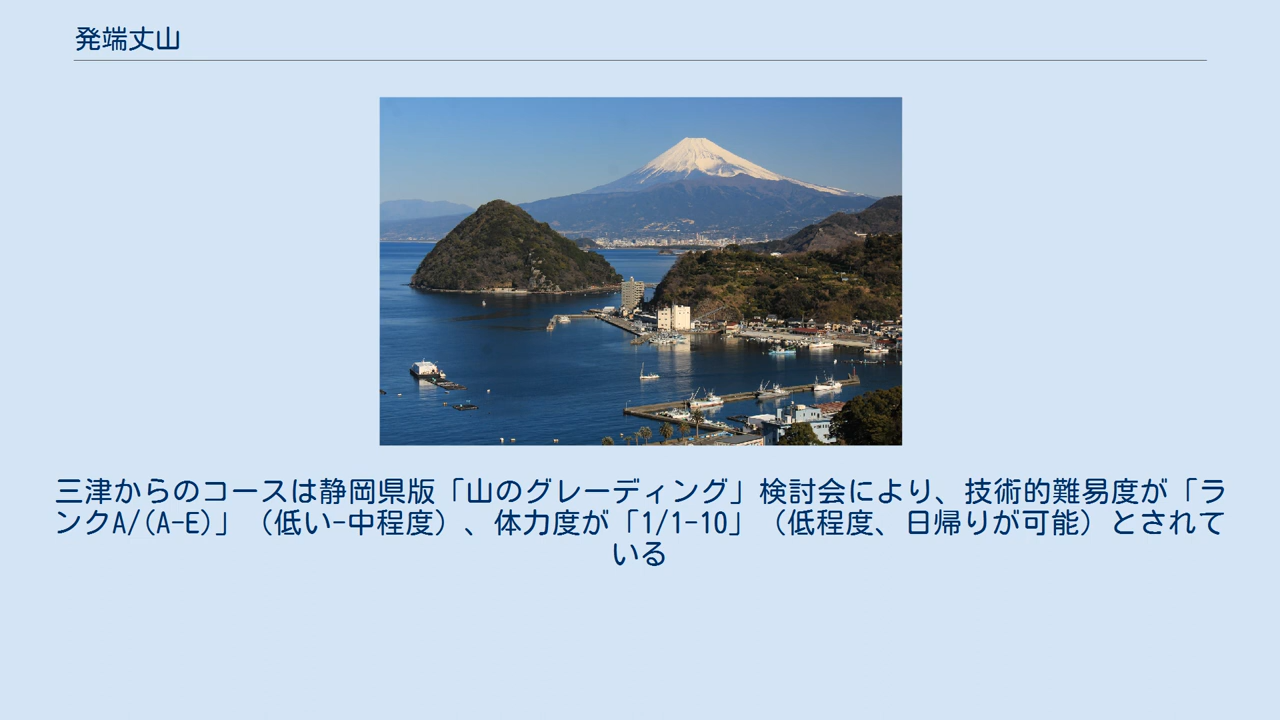 発端丈山
三津からのコースは静岡県版「山のグレーディング」検討会により、技術的難易度が「ラ
ンクA/(A-E)」（低い-中程度）、体力度が「1/1-10」（低程度、日帰りが可能）とされて
いる